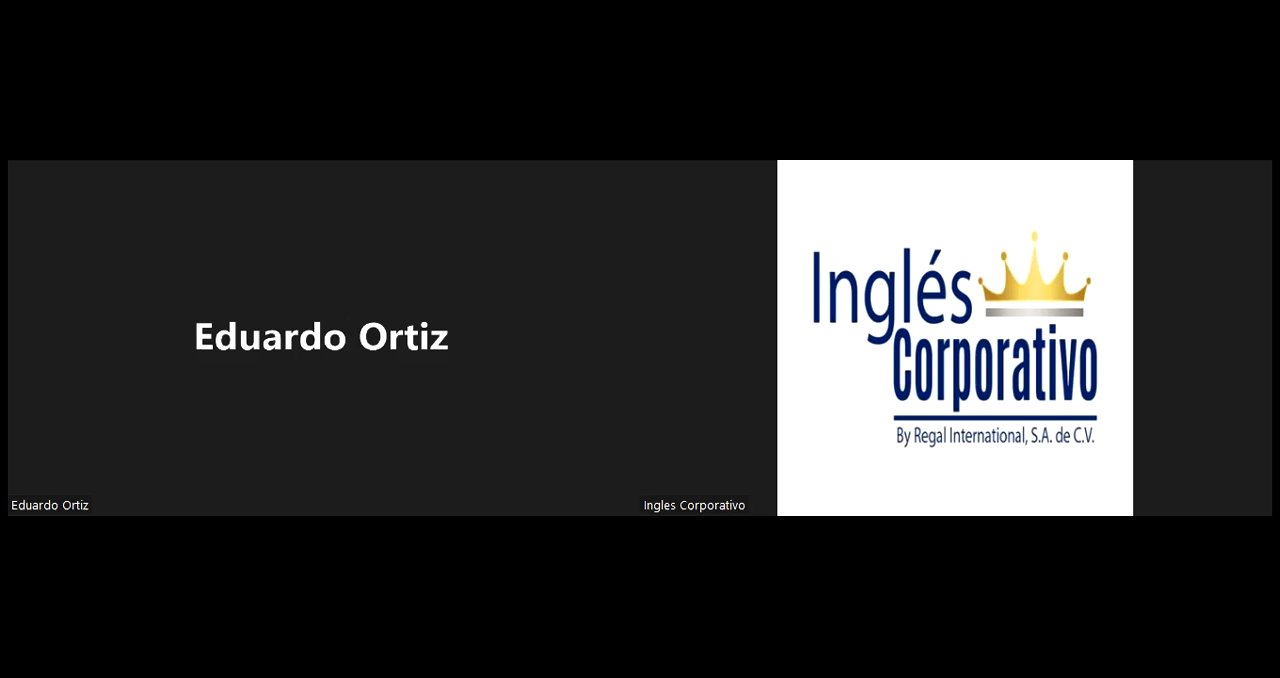 Eduardo Ortiz
Eduardo Ortiz
Inglés
Corporativo
By Regal International, S.A. de C.V.
Ingles Corporativo